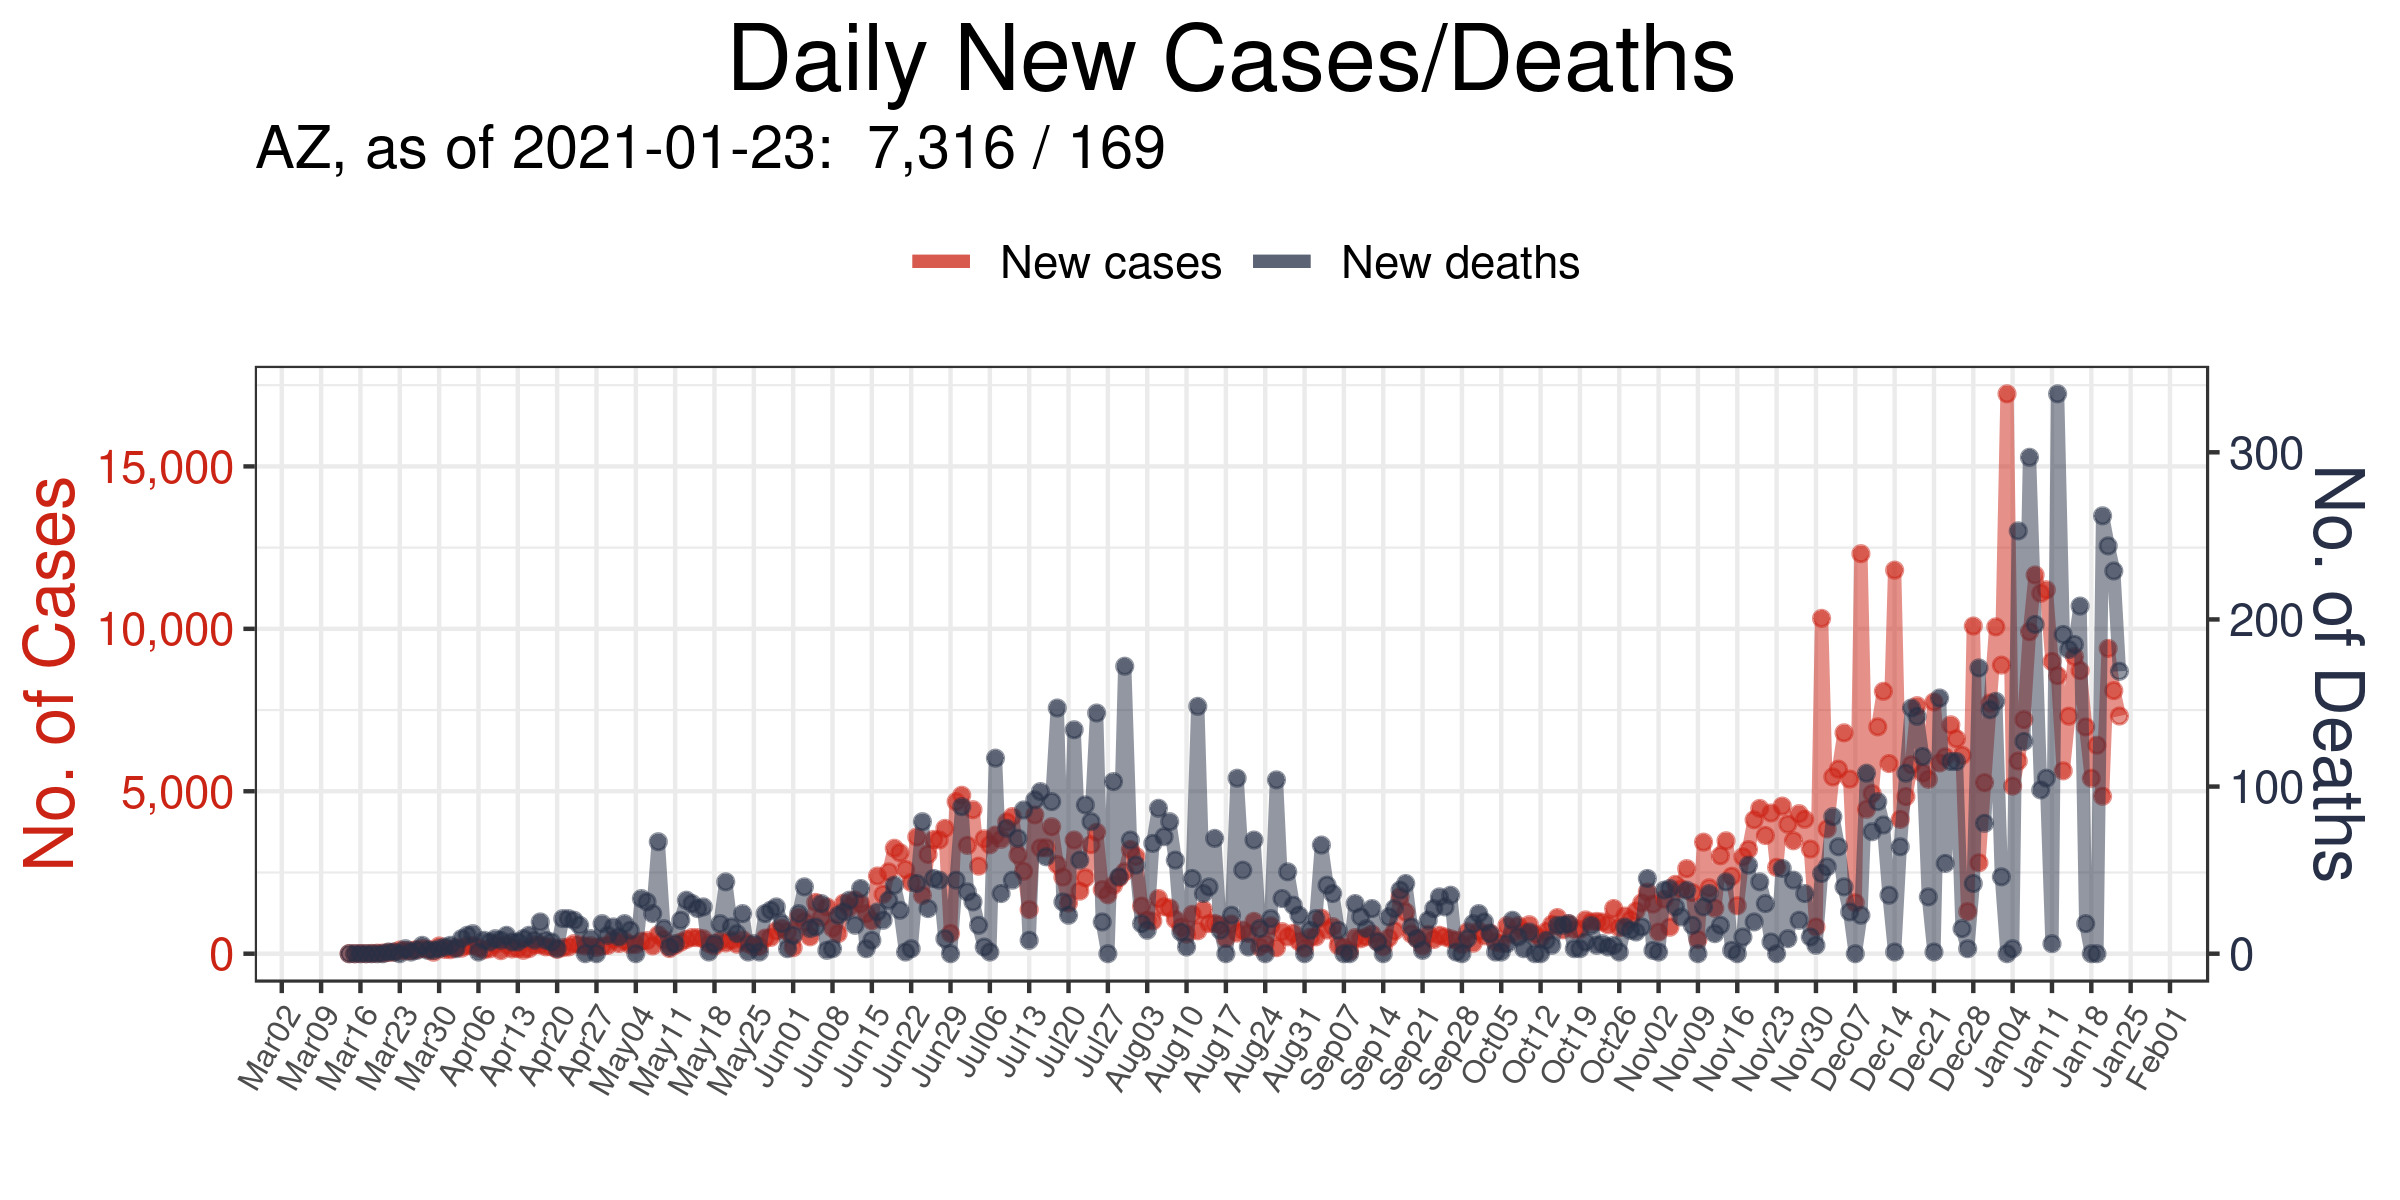 Daily New Cases/Deaths
AZ, as of 2021-01-23:  7,316 / 169
New cases
New deaths
No. of Cases
15,000
10,000
5,000
0
300
200
100
0
No. of Deaths
Mar02
Mar09
Mar16
Mar23
Mar30
Apr06
Apr13
Apr20
Apr27
May04
May11
May18
May25
Jun01
Jun08
Jun15
Jun22
Jun29
Jul06
Jul13
Jul20
Jul27
Aug03
Aug10
Aug17
Aug24
Aug31
Sep07
Sep14
Sep21
Sep28
Oct05
Oct12
Oct19
Oct26
Nov02
Nov09
Nov16
Nov23
Nov30
Dec07
Dec14
Dec21
Dec28
Jan04
Jan11
Jan18
Jan25
Feb01